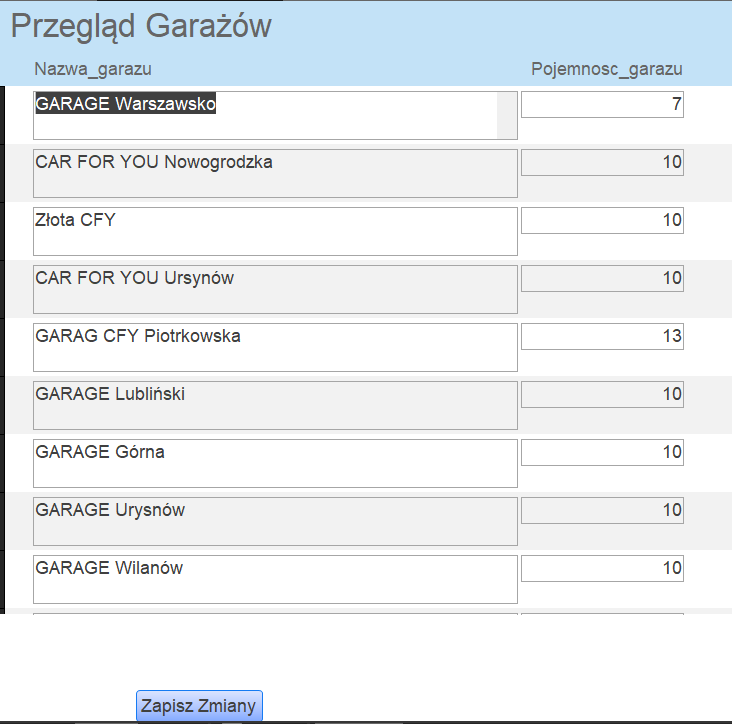 Przegląd Garażów
Nazwa_garazu Pojemnosc_garazu
GARAGE Warszawsko 7
CAR FOR YOU Nowogrodzka 10
Złota CFY 10
CAR FOR YOU Ursynów 10
GARAG CFY Piotrkowska 13
GARAGE Lubliński 10
GARAGE Górna 10
GARAGE Urysnów 10
GARAGE Wilanów 10
Zapisz Zmiany